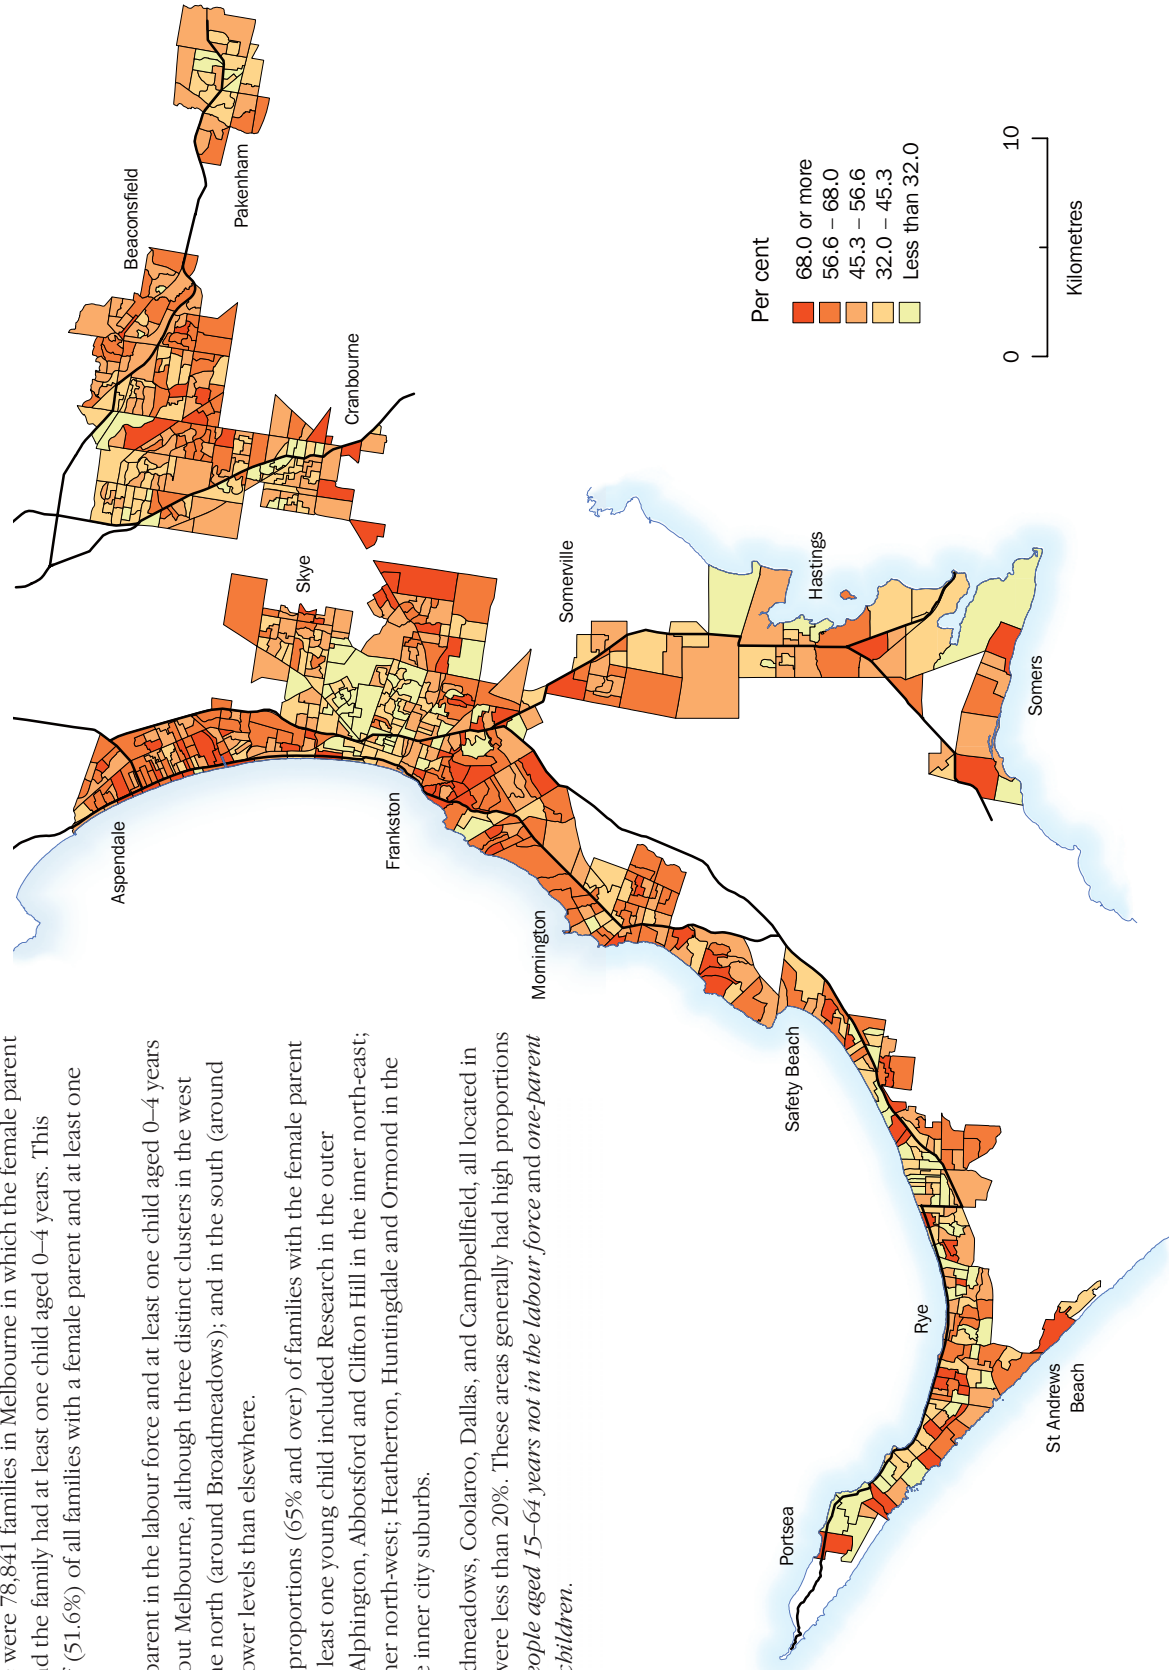 were 78,841 families in Melbourne in which the female parent
nd the family had at least one child aged 0–4 years. This
(51.6%) of all families with a female parent and at least one
parent in the labour force and at least one child aged 0–4 years
out Melbourne, although three distinct clusters in the west
ne north (around Broadmeadows); and in the south (around
ower levels than elsewhere.
proportions (65% and over) of families with the female parent
least one young child included Research in the outer
Alphington, Abbotsford and Clifton Hill in the inner north-east;
ner north-west; Heatherton, Huntingdale and Ormond in the
e inner city suburbs.
dmeadows, Coolaroo, Dallas, and Campbellfield, all located in
were less than 20%. These areas generally had high proportions
eople aged 15–64 years not in the labour force and one-parent
children.
Portsea
Rye
St Andrews
Beach
Safety Beach
Mornington
Aspendale
Frankston
Somers
Hastings
Somerville
Skye
Cranbourne
Beaconsfield
Pakenham
Per cent
68.0 or more
56.6 – 68.0
45.3 – 56.6
32.0 – 45.3
Less than 32.0
0
10
Kilometres